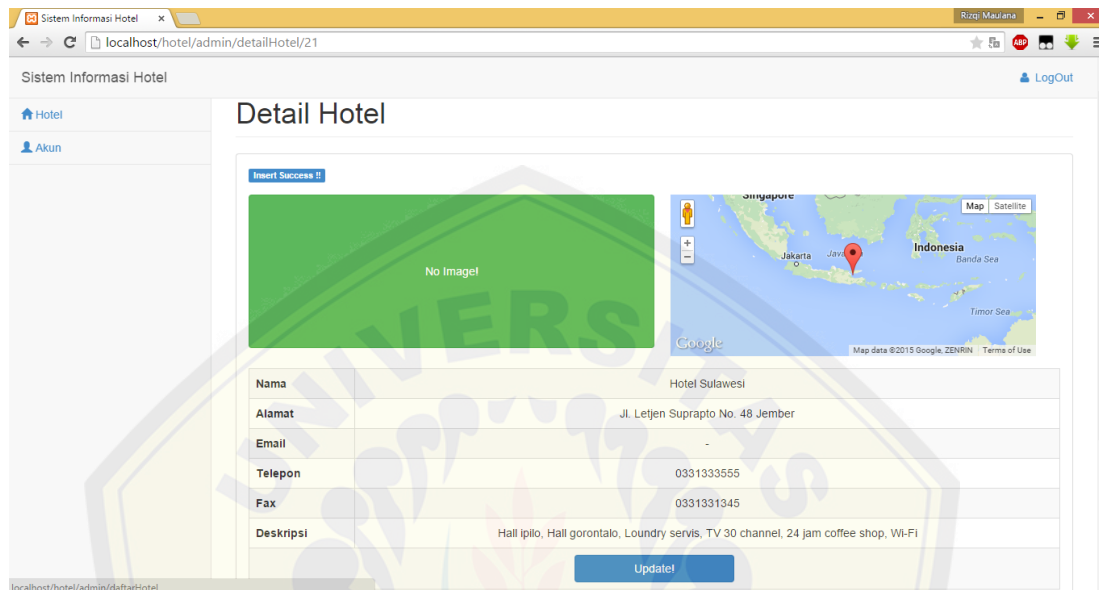 Sistem Informasi Hotel
Rizqi Maulana
localhost/hotel/admin/detailHotel/21
ABP
Sistem Informasi Hotel
LogOut
Hotel
Akun
Detail Hotel
Insert Success !!
No Image!
Singapore
Map Satellite
Jakarta
Java
Indonesia
Banda Sea
Timor Sea
Google
Map data ©2015 Google, ZENRIN Terms of Use
Nama Hotel Sulawesi
Alamat Jl. Letjen Suprapto No. 48 Jember
Email -
Telepon 0331333555
Fax 0331331345
Deskripsi Hall ipilo, Hall gorontalo, Loundry servis, TV 30 channel, 24 jam coffee shop, Wi-Fi
Update!
localhost/hotel/admin/daftarHotel
UNIVERSITAS